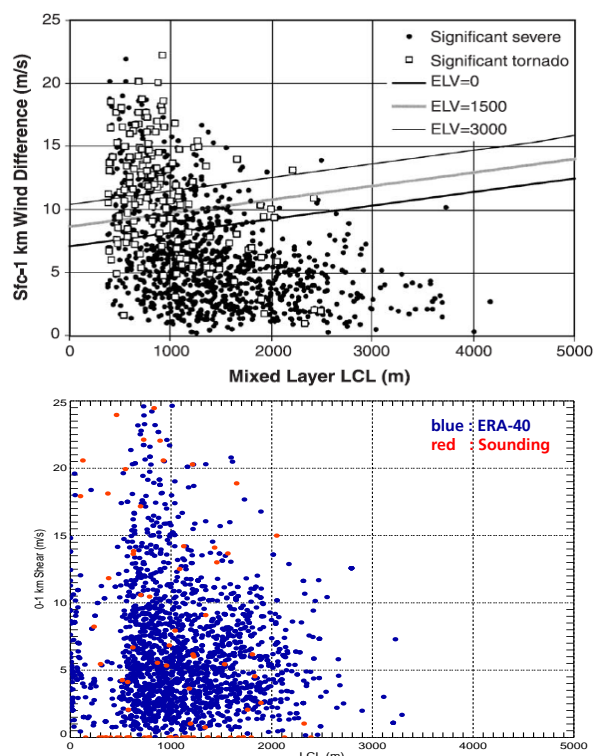 25
20
15
10
5
0
Sfc-1 km Wind Difference (m/s)
Significant severe
Significant tornado
ELV=0
ELV=1500
ELV=3000
0 1000 2000 3000 4000 5000
Mixed Layer LCL (m)
25
20
15
10
5
0
0-1 km Shear (m/s)
blue : ERA-40
red : Sounding
0 1000 2000 3000 4000 5000
LCL (m)